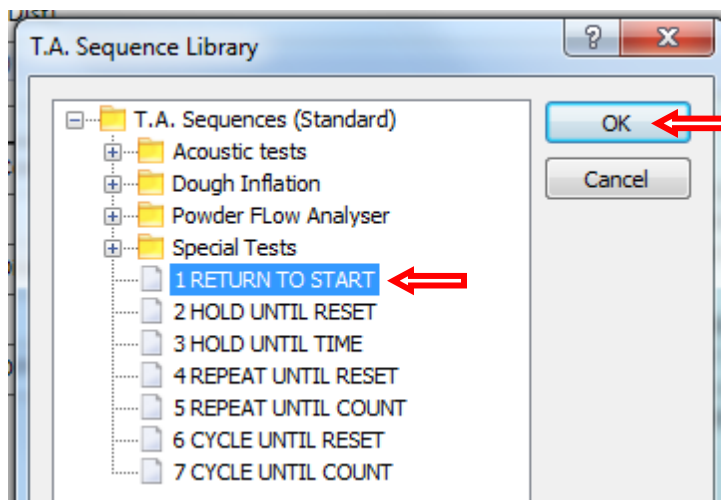 T.A. Sequence Library
T.A. Sequences (Standard)
OK
Acoustic tests
Dough Inflation
Cancel
Powder FLow Analyser
Special Tests
1 RETURN TO START
2 HOLD UNTIL RESET
3 HOLD UNTIL TIME
4 REPEAT UNTIL RESET
5 REPEAT UNTIL COUNT
6 CYCLE UNTIL RESET
7 CYCLE UNTIL COUNT